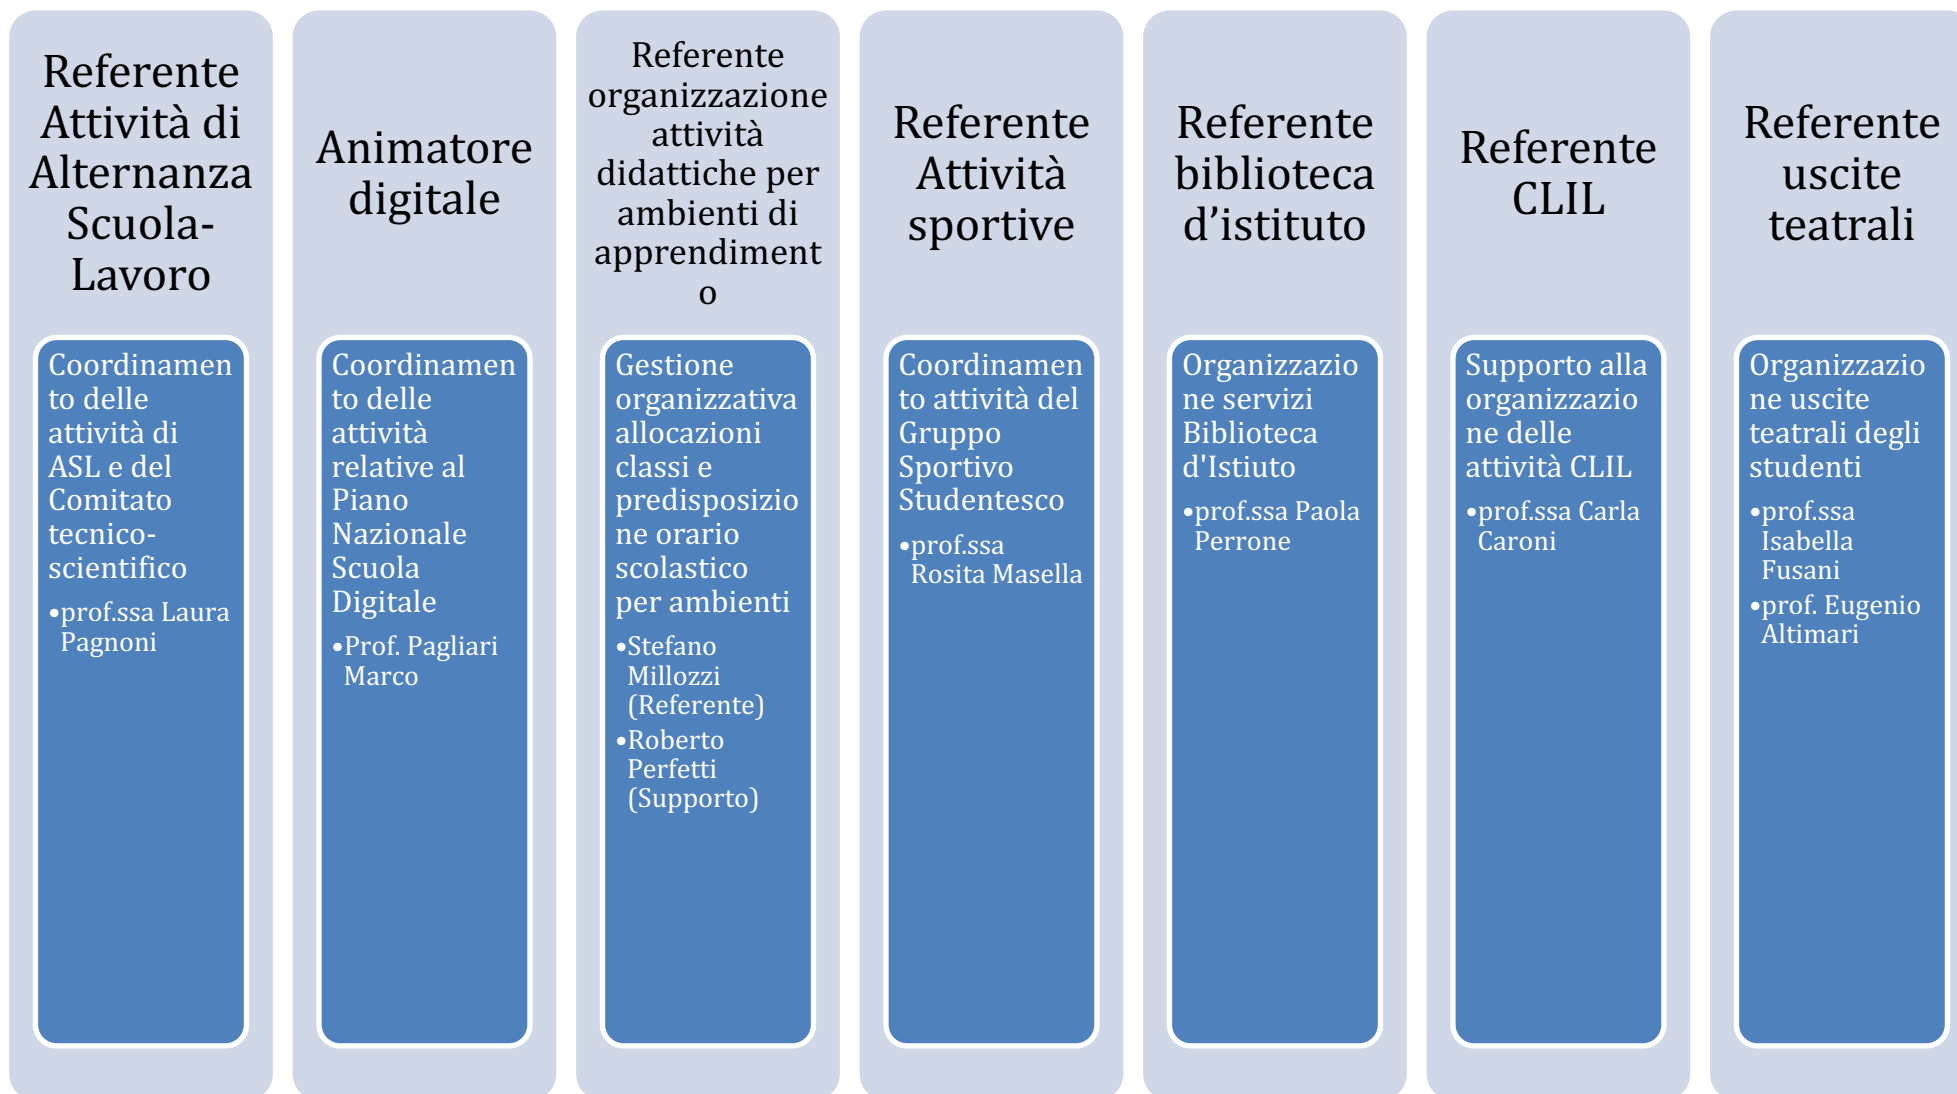 Referente
Attività di
Alternanza
Scuola-
Lavoro
Coordinamen
to delle
attività di
ASL e del
Comitato
tecnico-
scientifico
•prof.ssa Laura
Pagnoni
Animatore
digitale
Coordinamen
to delle
attività
relative al
Piano
Nazionale
Scuola
Digitale
•Prof. Pagliari
Marco
Referente
organizzazione
attività
didattiche per
ambienti di
apprendiment
o
Gestione
organizzativa
allocazioni
classi e
predisposizio
ne orario
scolastico
per ambienti
•Stefano
Millozzi
(Referente)
•Roberto
Perfetti
(Supporto)
Referente
Attività
sportive
Coordinamen
to attività del
Gruppo
Sportivo
Studentesco
•prof.ssa
Rosita Masella
Referente
biblioteca
d’istituto
Organizzazio
ne servizi
Biblioteca
d'Istiuto
•prof.ssa Paola
Perrone
Referente
CLIL
Supporto alla
organizzazio
ne delle
attività CLIL
•prof.ssa Carla
Caroni
Referente
uscite
teatrali
Organizzazio
ne uscite
teatrali degli
studenti
•prof.ssa
Isabella
Fusani
•prof. Eugenio
Altimari